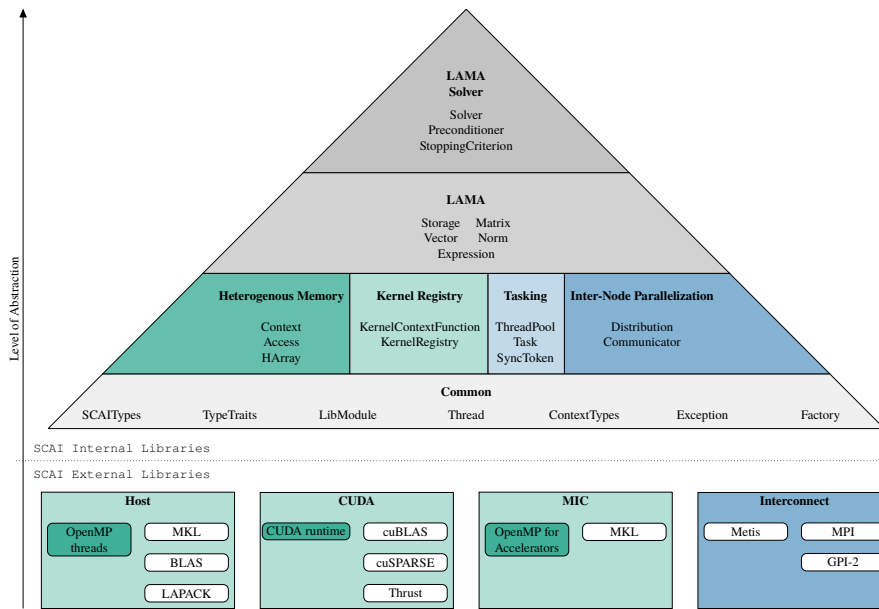 LAMA
Solver
Solver
Preconditioner
StoppingCriterion
LAMA
Storage Matrix
Vector Norm
Expression
Level of Abstraction
Heterogenous Memory
Context
Access
HArray
Kernel Registry
KernelContextFunction
KernelRegistry
Tasking
ThreadPool
Task
SyncToken
Inter-Node Parallelization
Distribution
Communicator
Common
SCAITypes TypeTraits LibModule Thread ContextTypes Exception Factory
SCAI Internal Libraries
SCAI External Libraries
Host
OpenMP
threads
MKL
BLAS
LAPACK
CUDA
CUDA runtime
cuBLAS
cuSPARSE
Thrust
MIC
OpenMP for
Accelerators
MKL
Interconnect
Metis
MPI
GPI-2